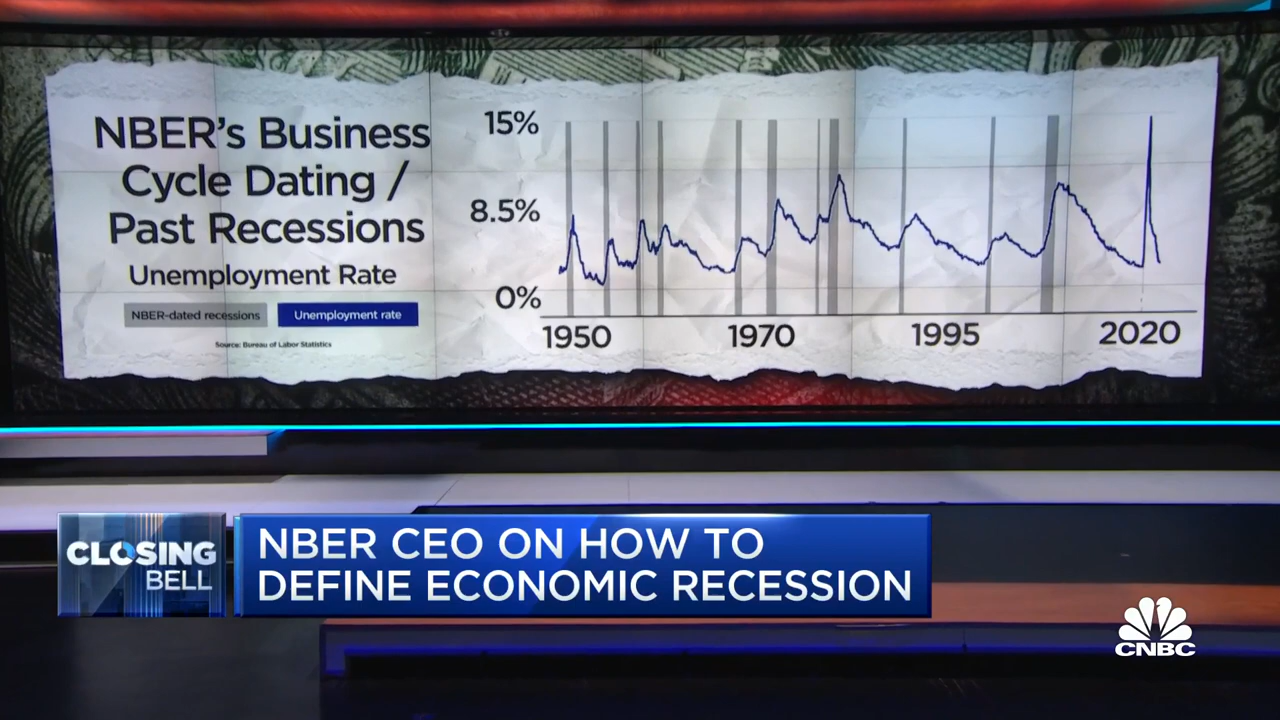 NBER's Business
Cycle Dating /
Past Recessions
Unemployment Rate
NBER-dated recessions
Unemployment rate
Source: Bureau of Labor Statistics
15%
8.5%
0%
1950
1970
1995
2020
CLOSING
BELL
NBER CEO ON HOW TO
DEFINE ECONOMIC RECESSION
CNBC